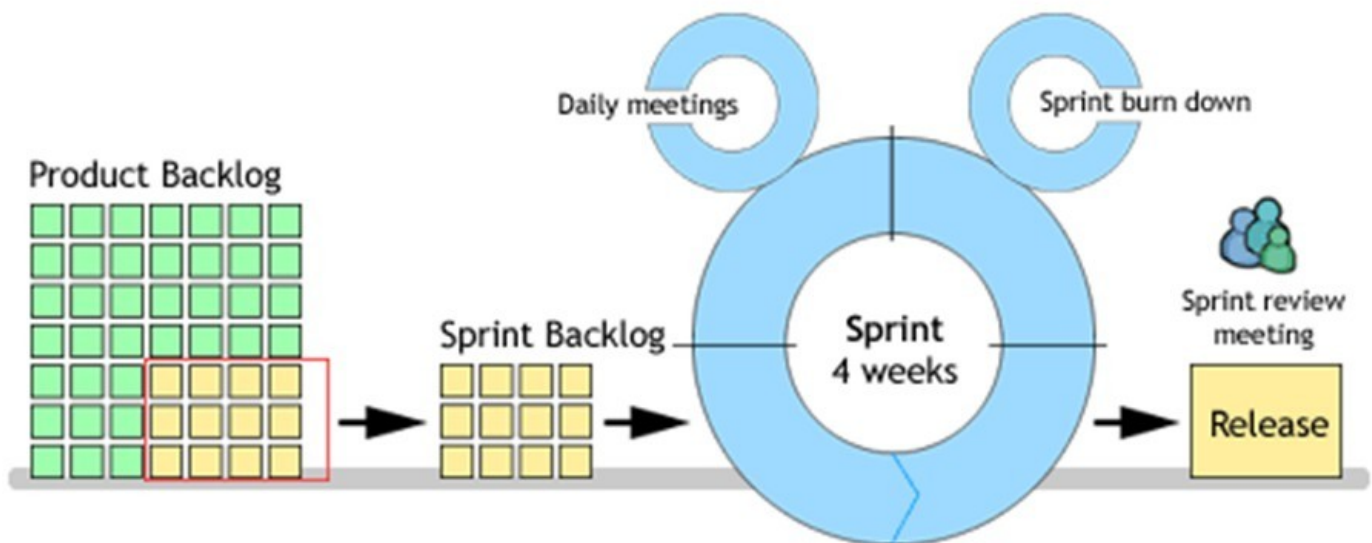 Daily meetings
Sprint burn down
Product Backlog
Sprint Backlog
Sprint
4 weeks
Sprint review
meeting
Release